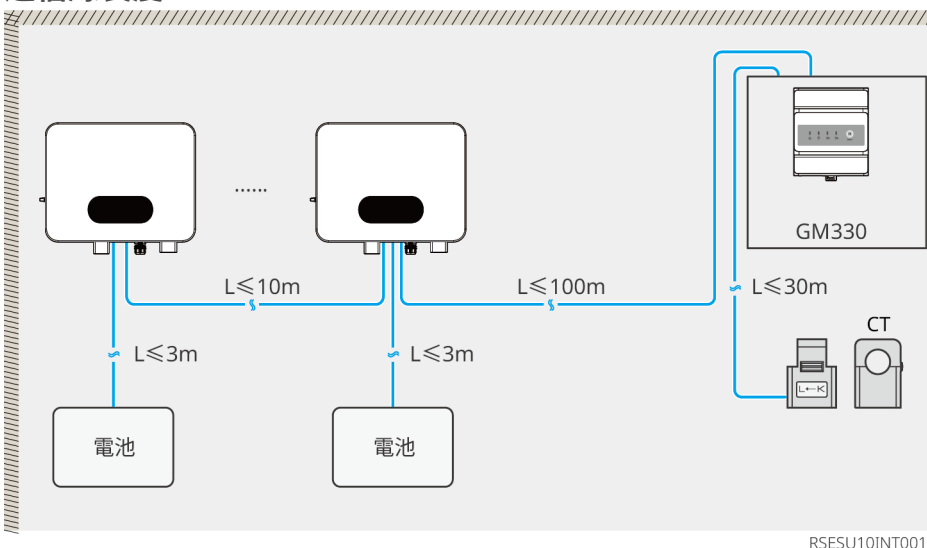 GM330
......
L≤10m
L≤100m
L≤30m
CT
L≤3m
L≤3m
L←K
電池
電池
RSESU10INT001